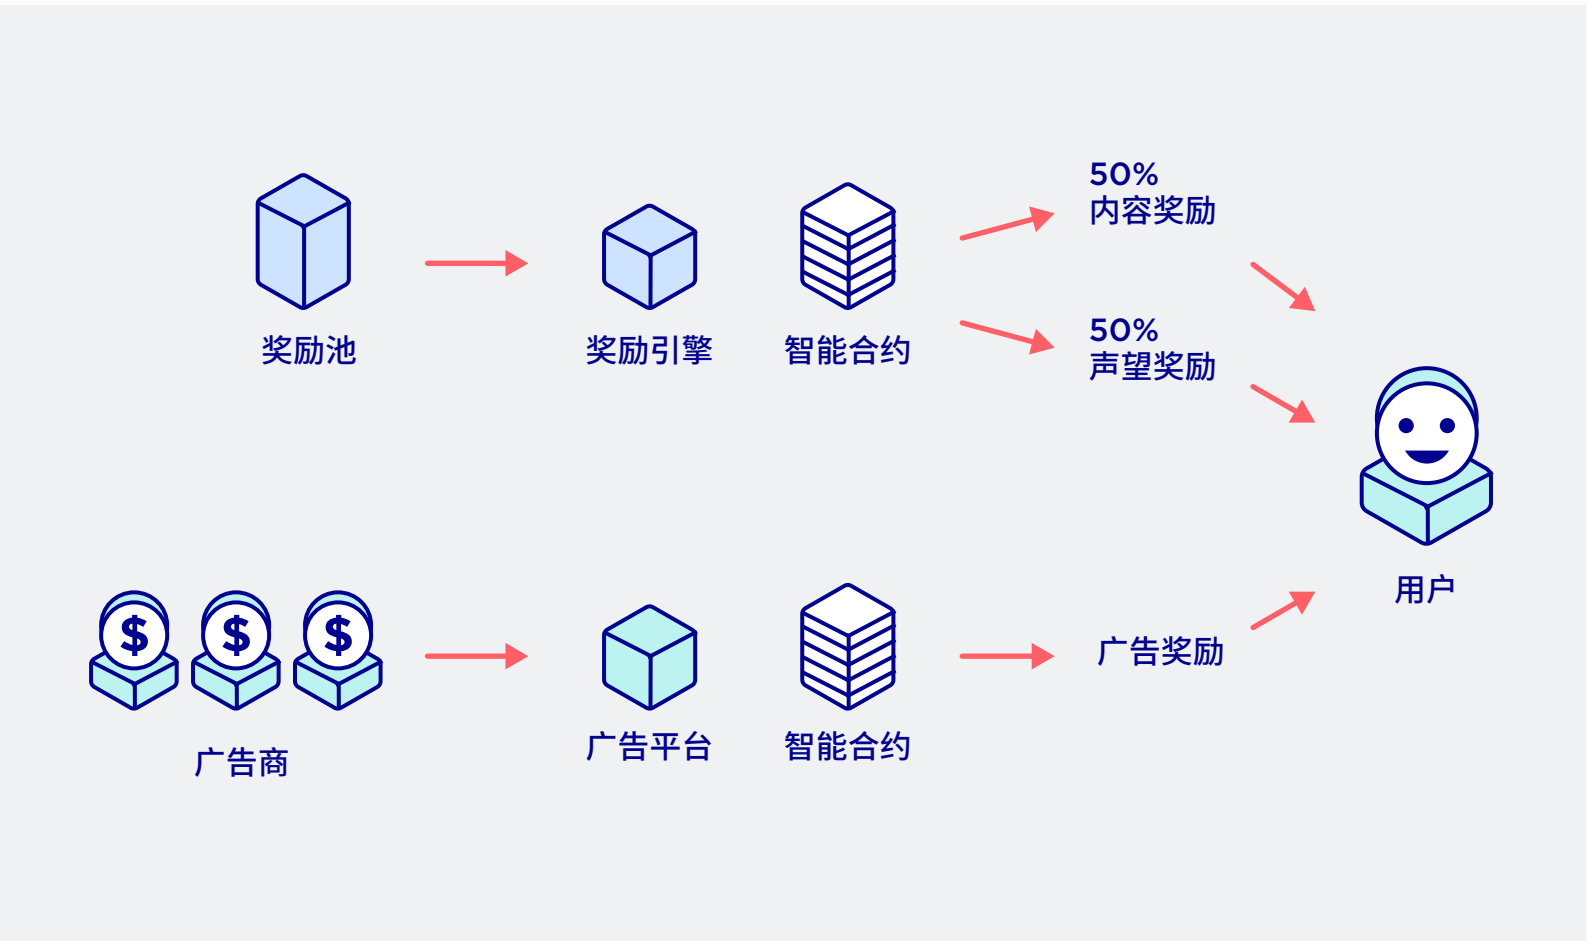 50%
内容奖励
奖励池
奖励引擎
智能合约
50%
声望奖励
用户
$ $ $
广告奖励
广告商
广告平台
智能合约